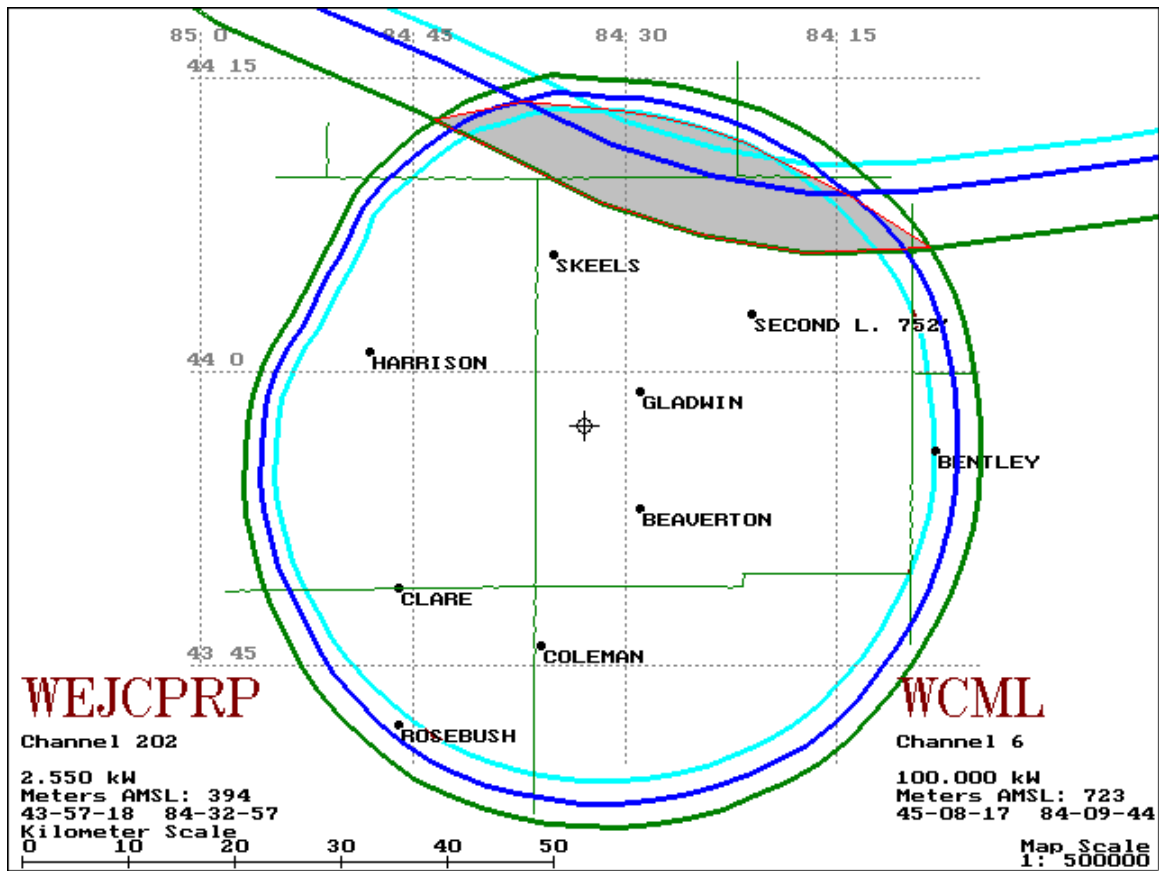 85 0
84 45
84 30
84 15
44 15
SKEELS
SECOND L. 752'
44 0
HARRISON
GLADWIN
BENTLEY
BEAVERTON
CLARE
COLEMAN
43 45
ROSEBUSH
WEJCPRP
Channel 202
2.550 kW
Meters AMSL: 394
43-57-18 84-32-57
Kilometer Scale
0 10 20 30 40 50
WCML
Channel 6
100.000 kW
Meters AMSL: 723
45-08-17 84-09-44
Map Scale
1: 500000